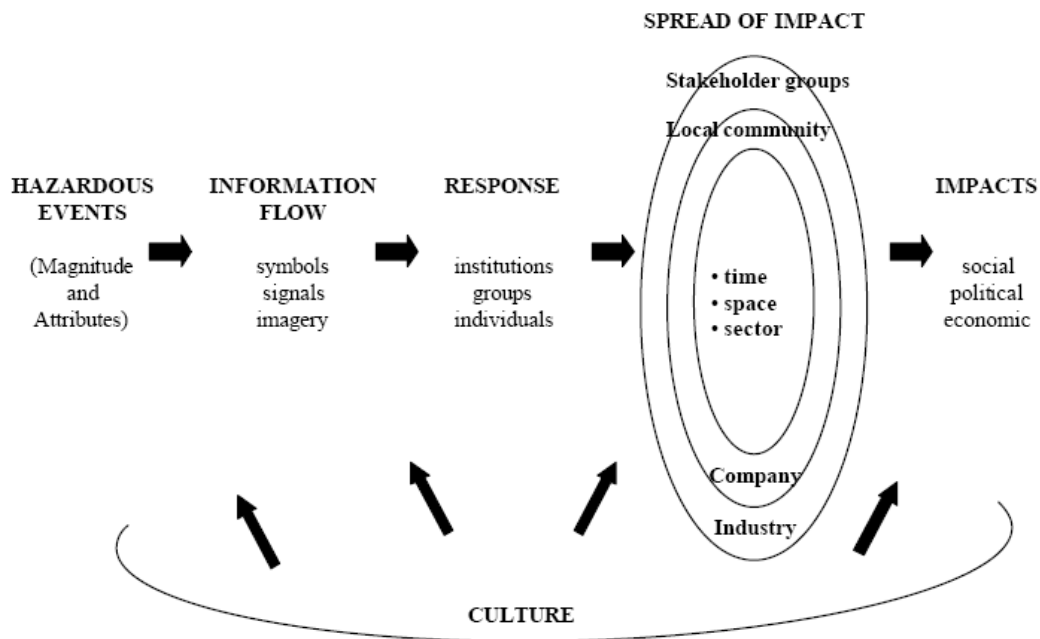 SPREAD OF IMPACT
Stakeholder groups
Local community
HAZARDOUS
EVENTS
(Magnitude
and
Attributes)
INFORMATION
FLOW
symbols
signals
imagery
RESPONSE
institutions
groups
individuals
• time
• space
• sector
Company
Industry
IMPACTS
social
political
economic
CULTURE